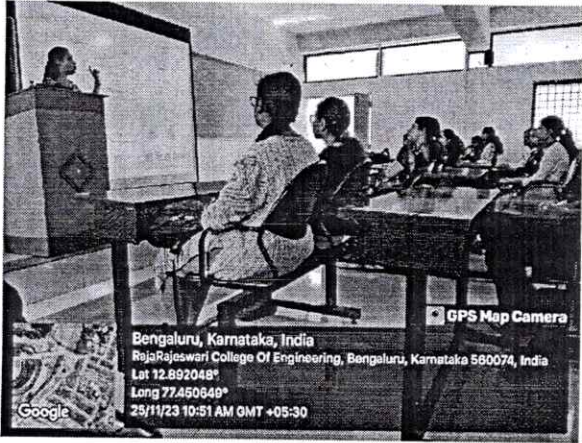 GPS Map Camera
Bengaluru, Karnataka, India
RajaRajeswari College Of Engineering, Bengaluru, Karnataka 560074, India
Lat 12.892048°
Long 77.450649°
25/11/23 10:51 AM GMT +05:30
Google